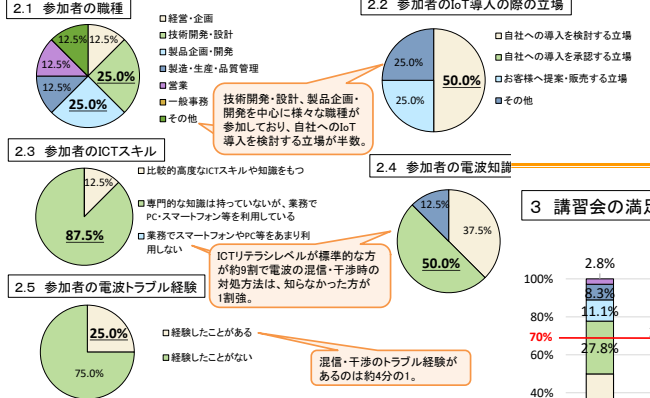 2.1 参加者の職種
12.5%
12.5%
12.5%
25.0%
12.5%
25.0%
経営・企画
技術開発・設計
製品企画・開発
製造・生産・品質管理
営業
一般事務
その他
技術開発・設計、製品企画・
開発を中心に様々な職種が
参加しており、自社へのIoT
導入を検討する立場が半数。
2.2 参加者のIoT導入の際の立場
25.0%
50.0%
25.0%
自社への導入を検討する立場
自社への導入を承認する立場
お客様へ提案・販売する立場
その他
2.3 参加者のICTスキル
12.5%
87.5%
比較的高度なICTスキルや知識をもつ
専門的な知識は持っていないが、業務で
PC・スマートフォン等を利用している
業務でスマートフォンやPC等をあまり利
用しない
ICTリテラシレベルが標準的な方
が約9割で電波の混信・干渉時の
対処方法は、知らなかった方が
1割強。
2.4 参加者の電波知識
12.5%
37.5%
50.0%
2.5 参加者の電波トラブル経験
25.0%
75.0%
経験したことがある
経験したことがない
混信・干渉のトラブル経験が
あるのは約4分の1。
3 講習会の満足
2.8%
100%
8.3%
11.1%
80%
70%
27.8%
60%
40%